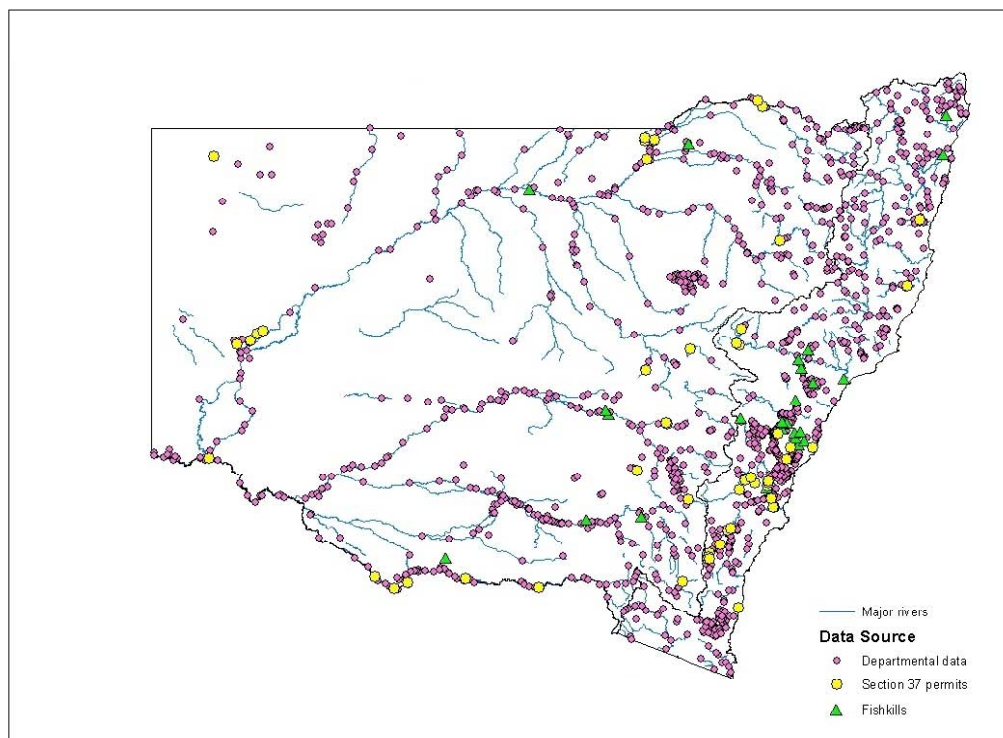 Major rivers
Data Source
Departmental data
Section 37 permits
Fishkills